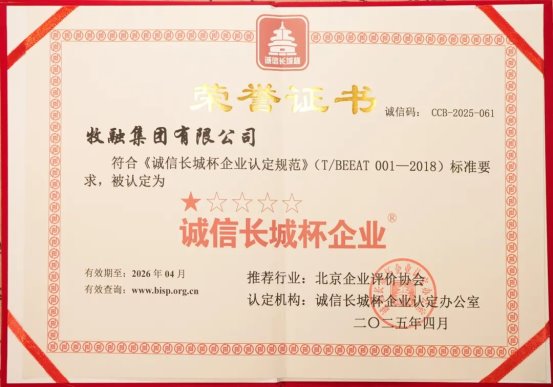 诚信长城杯
荣誉证书
诚信码： CCB-2025-061
牧融集团有限公司
符合《诚信长城杯企业认定规范》（T/BEEAT 001—2018）标准要
求，被认定为
★☆☆☆☆
诚信长城杯企业®
有效期至：2026 年 04 月
有效查询：www.bisp.org.cn
推荐行业：北京企业评价协会
认定机构：诚信长城杯企业认定办公室
二〇二五年四月